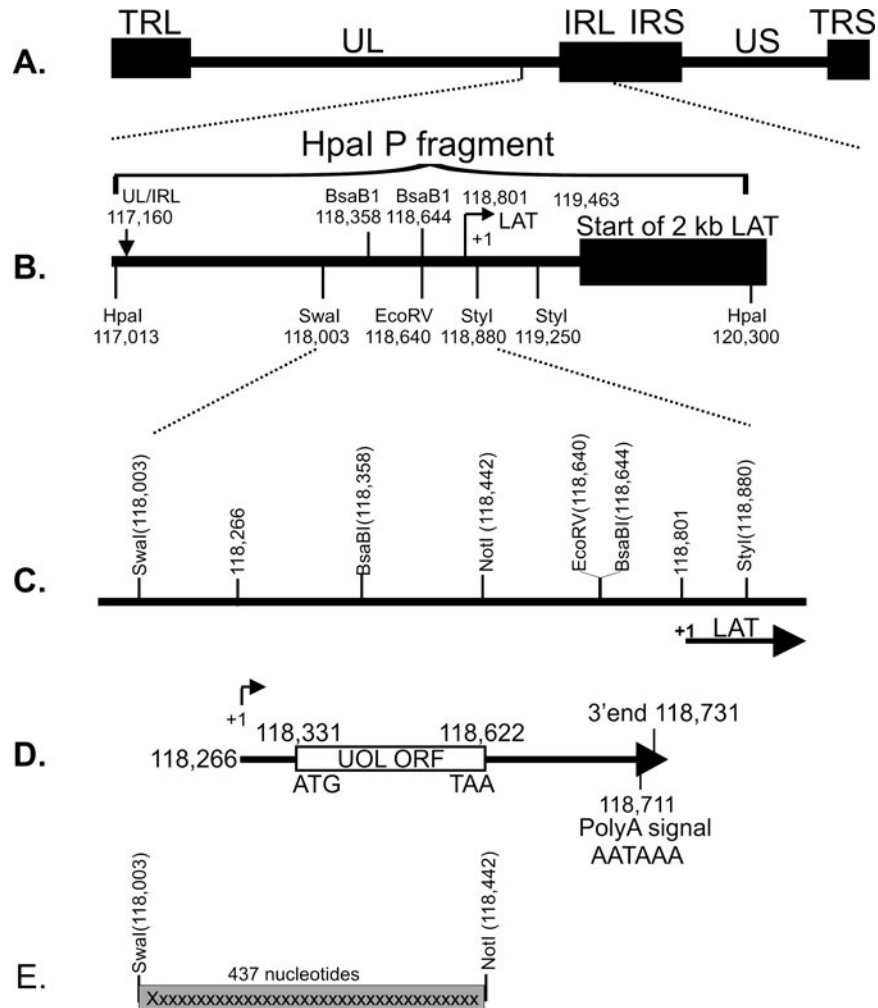 TRL
UL
IRL IRS
US
TRS
A.
HpaI P fragment
UL/IRL
117,160
BsaB1
118,358
BsaB1
118,644
118,801
+1
LAT
119,463
Start of 2 kb LAT
B.
HpaI
117,013
SwaI
118,003
EcoRV
118,640
StyI
118,880
StyI
119,250
HpaI
120,300
SwaI(118,003)
118,266
BsaBI(118,358)
NotI (118,442)
EcoRV(118,640)
BsaBI(118,644)
118,801
StyI(118,880)
C.
+1 LAT
+1
118,331
118,622
3'end 118,731
D.
118,266
UOL ORF
ATG
TAA
118,711
PolyA signal
AATAAA
SwaI(118,003)
NotI (118,442)
E.
437 nucleotides